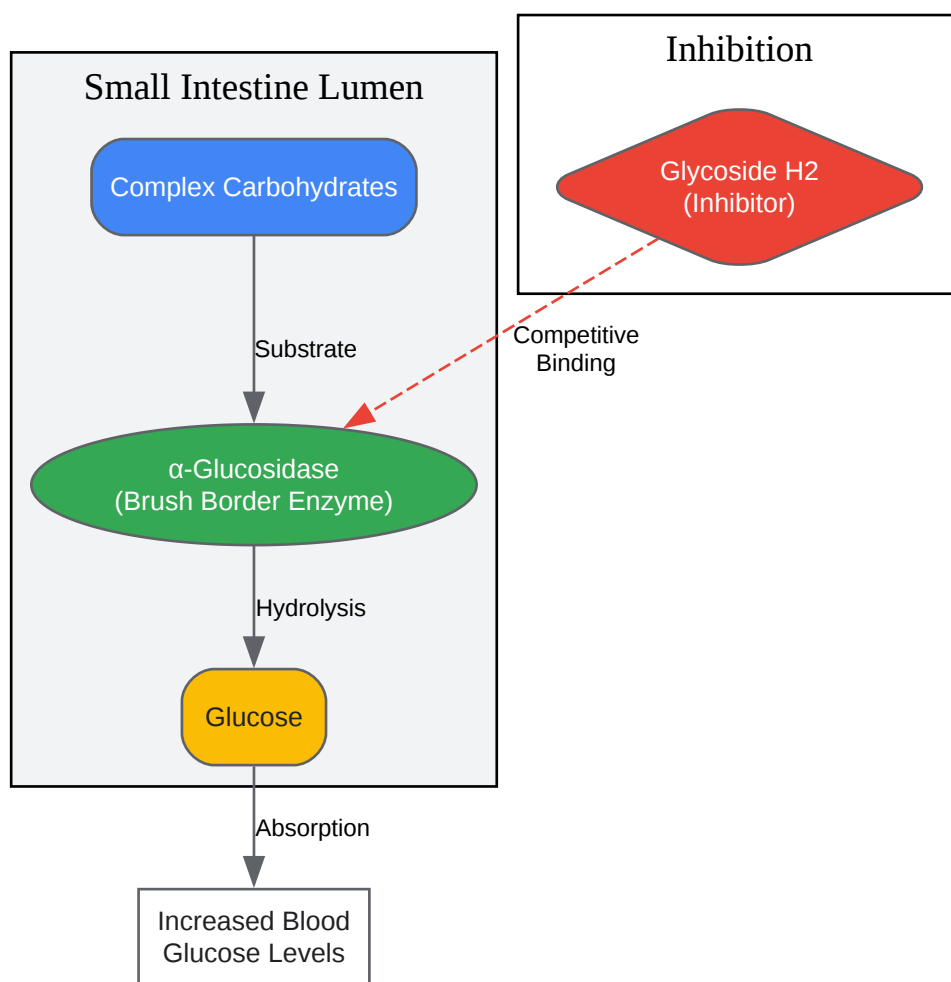 Small Intestine Lumen
Complex Carbohydrates
Substrate
α-Glucosidase
(Brush Border Enzyme)
Hydrolysis
Glucose
Absorption
Increased Blood
Glucose Levels
Inhibition
Glycoside H2
(Inhibitor)
Competitive
Binding